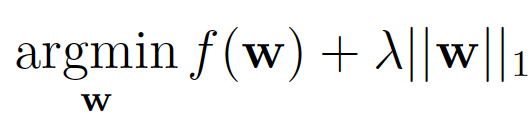 argmin f(w) + λ||w||₁
w